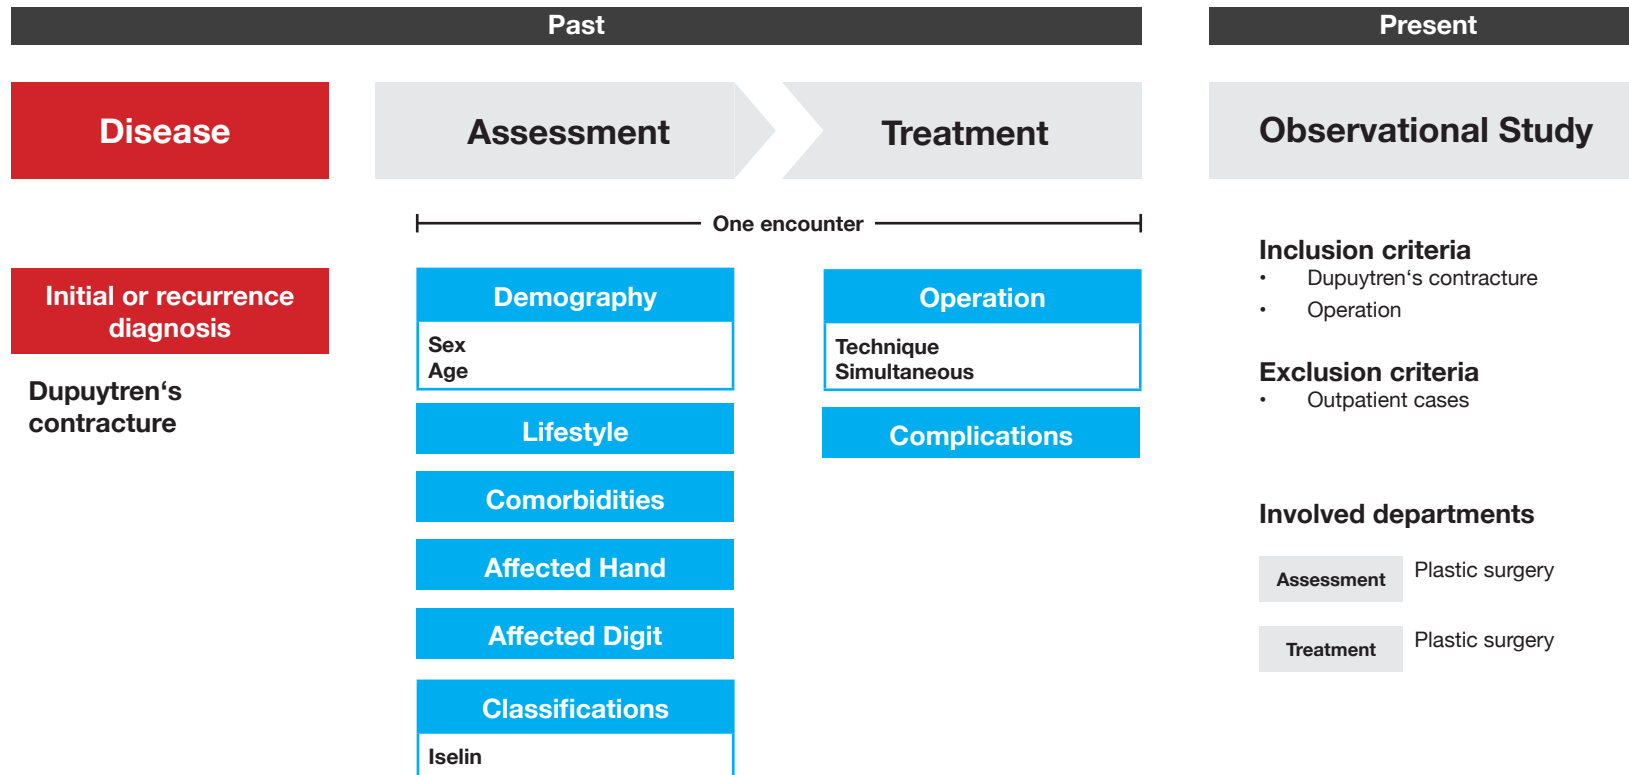 Past
Present
Disease
Assessment
Treatment
Observational Study
One encounter
Initial or recurrence
diagnosis
Dupuytren‘s
contracture
Demography
Sex
Age
Lifestyle
Comorbidities
Affected Hand
Affected Digit
Classifications
Iselin
Operation
Technique
Simultaneous
Complications
Inclusion criteria
• Dupuytren‘s contracture
• Operation
Exclusion criteria
• Outpatient cases
Involved departments
Assessment Plastic surgery
Treatment Plastic surgery